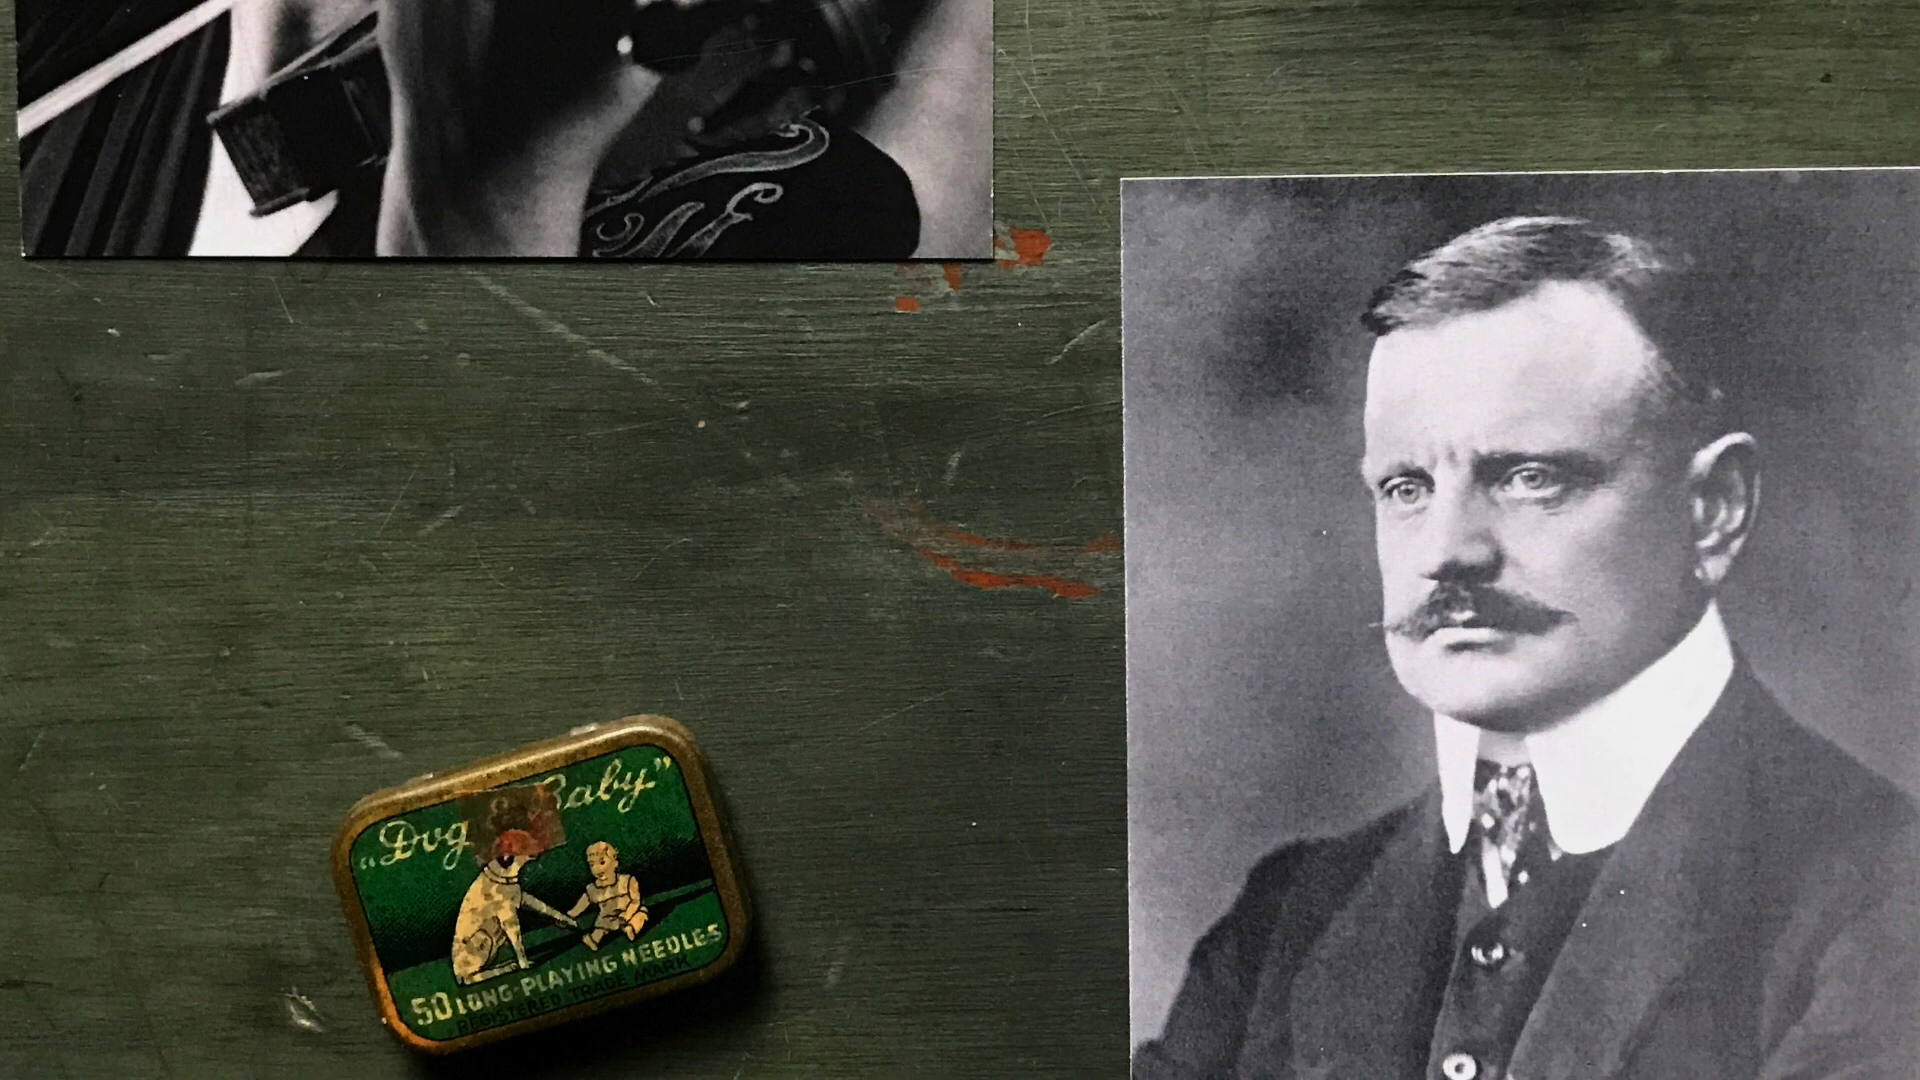 „Dog & Baby”
50 LONG-PLAYING NEEDLES
REGISTERED TRADE MARK